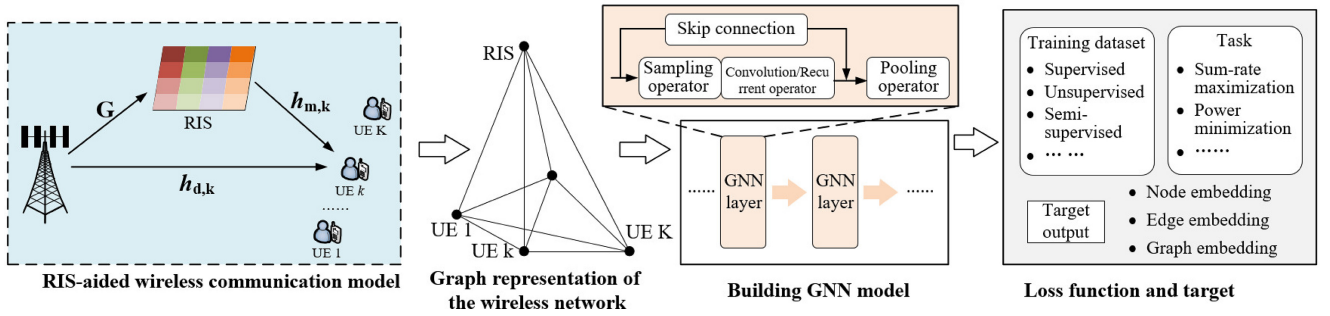 G
RIS
h_{m,k}
UE K
h_{d,k}
UE k
......
UE 1
RIS-aided wireless communication model
RIS
UE 1
UE k
UE K
Graph representation of
the wireless network
Skip connection
Sampling
operator
Convolution/Recu
rrent operator
Pooling
operator
......
GNN
layer
GNN
layer
......
Building GNN model
Training dataset
● Supervised
● Unsupervised
● Semi-
supervised
● ... ...
Task
● Sum-rate
maximization
● Power
minimization
● ......
Target
output
● Node embedding
● Edge embedding
● Graph embedding
Loss function and target